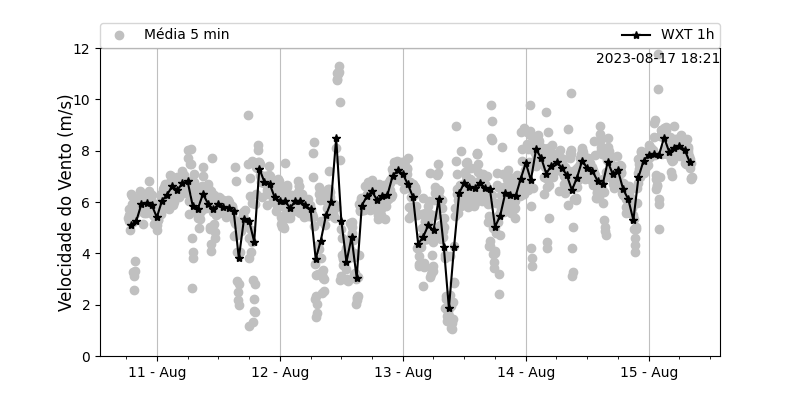 Média 5 min
WXT 1h
2023-08-17 18:21
Velocidade do Vento (m/s)
12
10
8
6
4
2
0
11 - Aug
12 - Aug
13 - Aug
14 - Aug
15 - Aug